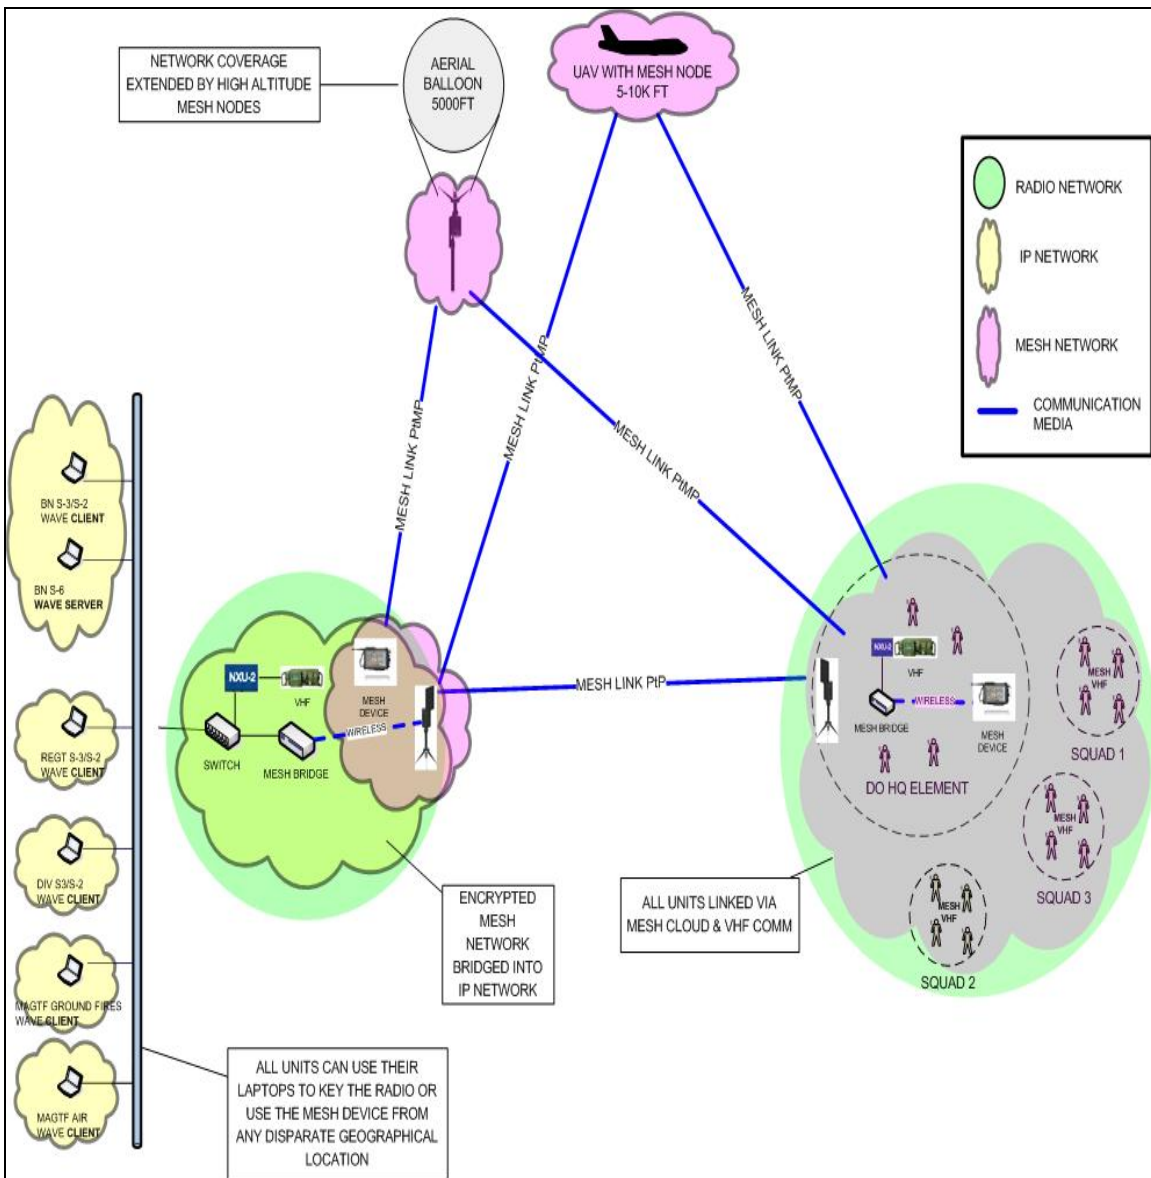 NETWORK COVERAGE
EXTENDED BY HIGH ALTITUDE
MESH NODES
AERIAL
BALLOON
5000FT
UAV WITH MESH NODE
5-10K FT
RADIO NETWORK
IP NETWORK
MESH NETWORK
COMMUNICATION
MEDIA
MESH LINK PtMP
MESH LINK PtMP
MESH LINK PtMP
MESH LINK PtMP
MESH LINK PtP
BN S-3/S-2
WAVE CLIENT
BN S-6
WAVE SERVER
REGT S-3/S-2
WAVE CLIENT
DIV S3/S-2
WAVE CLIENT
MAGTF GROUND FIRES
WAVE CLIENT
MAGTF AIR
WAVE CLIENT
NXU-2
VHF
MESH
DEVICE
WIRELESS
SWITCH
MESH BRIDGE
NXU-2
VHF
WIRELESS
MESH BRIDGE
MESH
DEVICE
DO HQ ELEMENT
MESH
VHF
SQUAD 1
MESH
VHF
SQUAD 3
MESH
VHF
SQUAD 2
ENCRYPTED
MESH
NETWORK
BRIDGED INTO
IP NETWORK
ALL UNITS LINKED VIA
MESH CLOUD & VHF COMM
ALL UNITS CAN USE THEIR
LAPTOPS TO KEY THE RADIO OR
USE THE MESH DEVICE FROM
ANY DISPARATE GEOGRAPHICAL
LOCATION